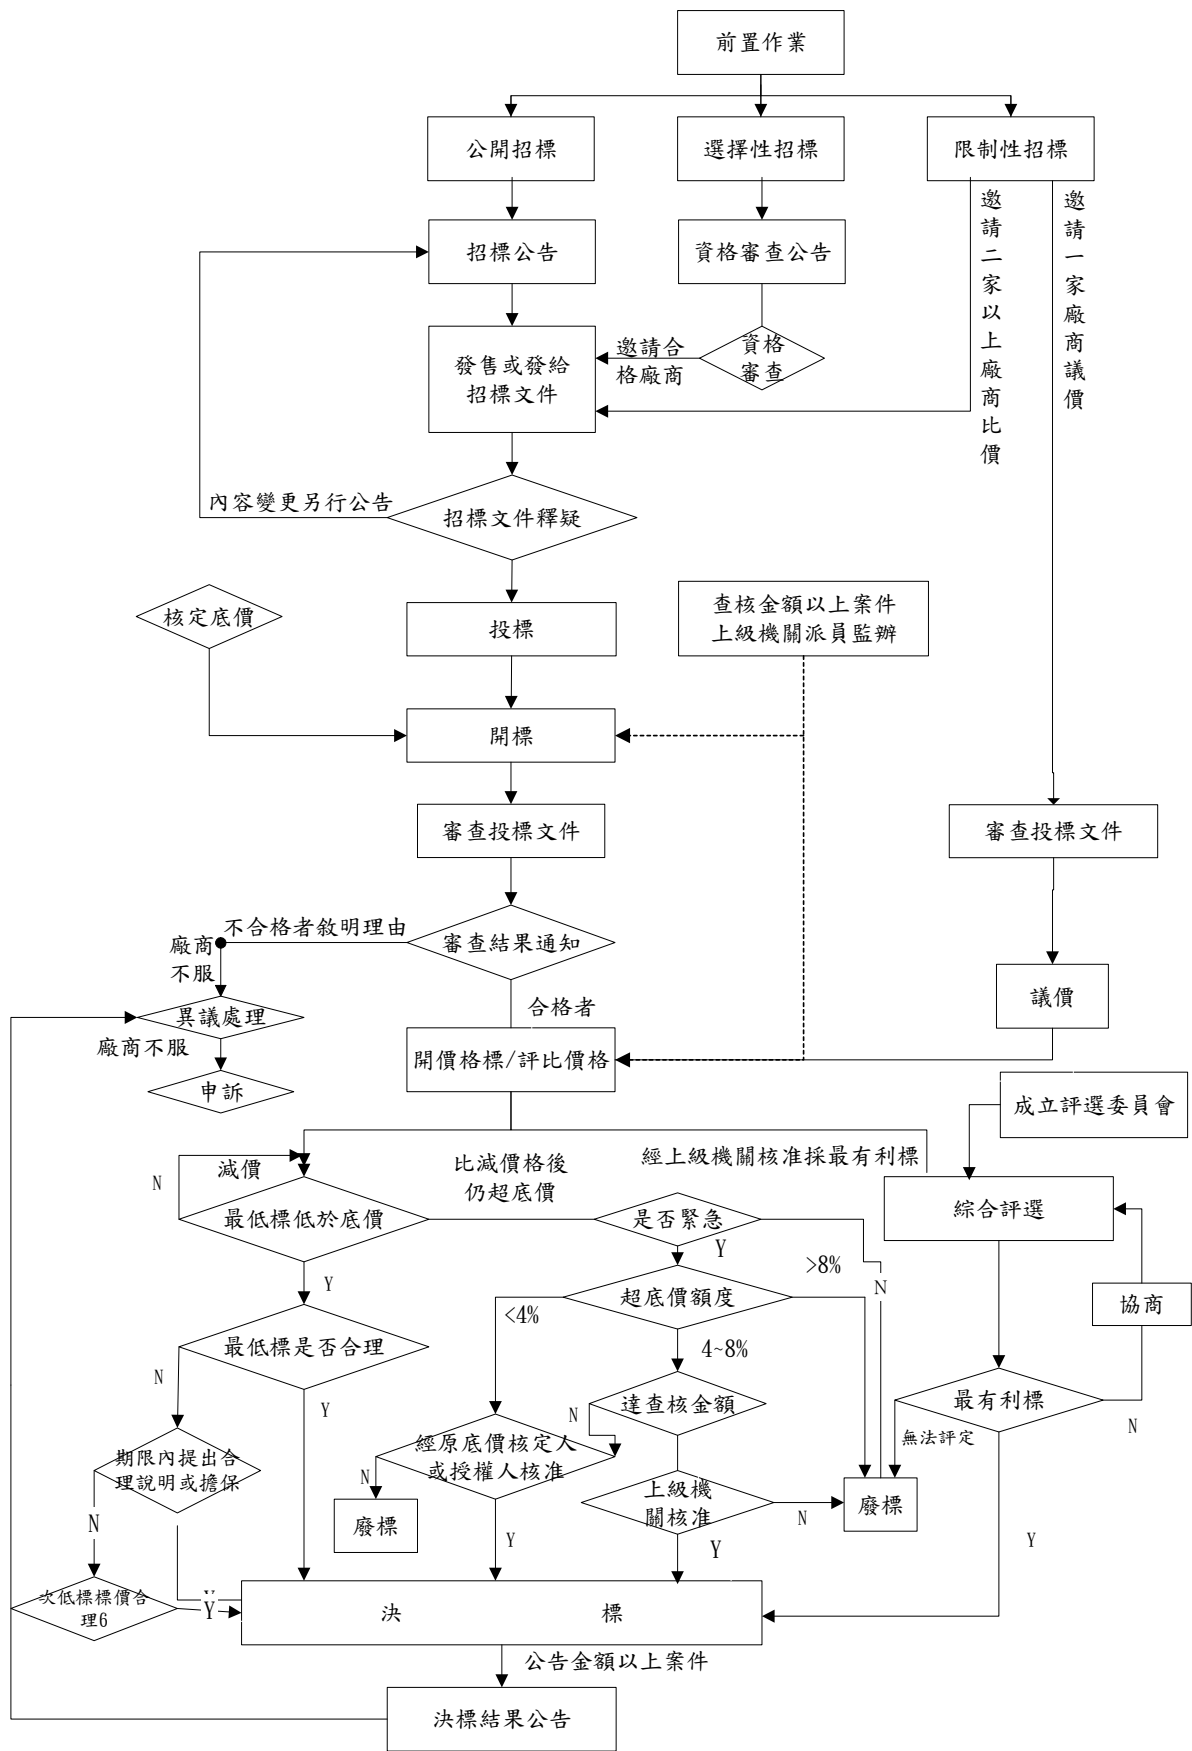 前置作業
公開招標
選擇性招標
限制性招標
邀請二家以上廠商比價
邀請一家廠商議價
招標公告
資格審查公告
發售或發給
招標文件
邀請合
格廠商
資格
審查
內容變更另行公告
招標文件釋疑
核定底價
投標
查核金額以上案件
上級機關派員監辦
開標
審查投標文件
審查投標文件
不合格者敘明理由
廠商
不服
審查結果通知
異議處理
合格者
議價
廠商不服
開價格標/評比價格
申訴
成立評選委員會
減價
N
比減價格後
仍超底價
經上級機關核准採最有利標
最低標低於底價
是否緊急
綜合評選
Y
Y
>8%
N
超底價額度
協商
<4%
最低標是否合理
4~8%
N
Y
達查核金額
N
最有利標
N
無法評定
期限內提出合
理說明或擔保
經原底價核定人
或授權人核准
N
上級機
關核准
N
廢標
廢標
N
Y
Y
Y
次低標標價合
理6
Y
決標
公告金額以上案件
決標結果公告